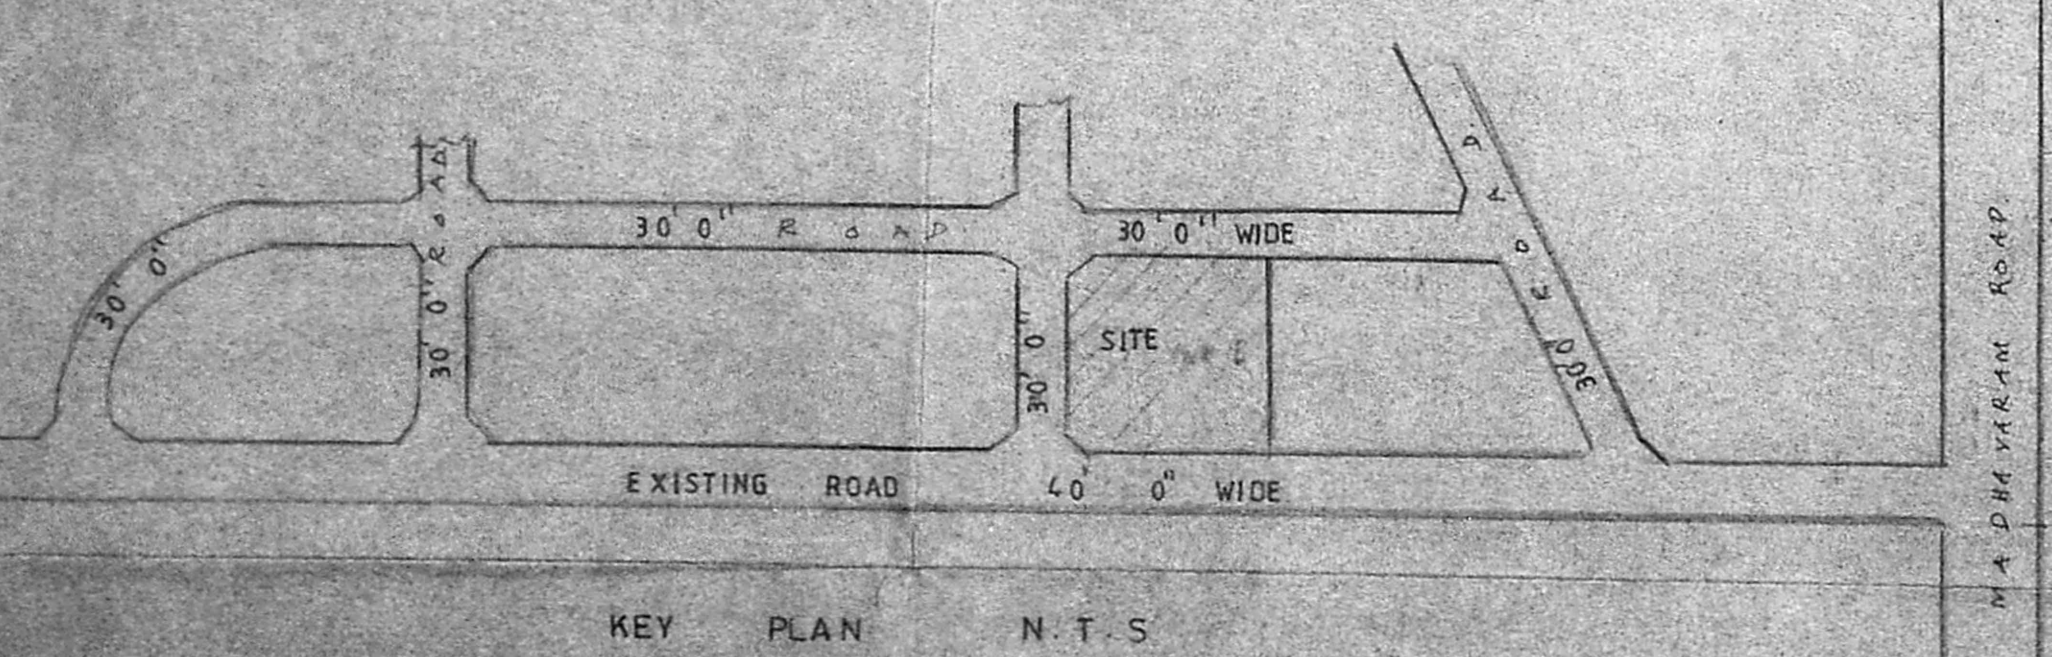 30' 0"
30' 0" ROAD
30' 0" ROAD
30' 0" WIDE
30' 0"
SITE
30' 0"
ROAD.
EXISTING ROAD 40' 0" WIDE
MADHAVARAM ROAD.
KEY PLAN N.T.S